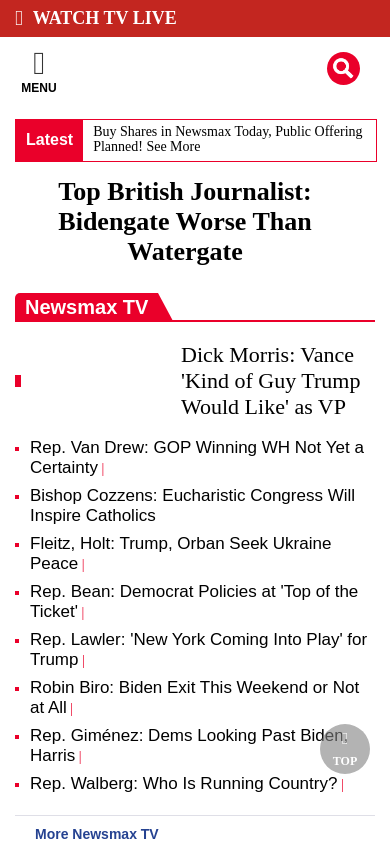 WATCH TV LIVE
MENU
Latest
Buy Shares in Newsmax Today, Public Offering
Planned! See More
Top British Journalist:
Bidengate Worse Than
Watergate
Newsmax TV
Dick Morris: Vance
'Kind of Guy Trump
Would Like' as VP
Rep. Van Drew: GOP Winning WH Not Yet a
Certainty |
Bishop Cozzens: Eucharistic Congress Will
Inspire Catholics
Fleitz, Holt: Trump, Orban Seek Ukraine
Peace |
Rep. Bean: Democrat Policies at 'Top of the
Ticket' |
Rep. Lawler: 'New York Coming Into Play' for
Trump |
Robin Biro: Biden Exit This Weekend or Not
at All |
Rep. Giménez: Dems Looking Past Biden,
Harris |
TOP
Rep. Walberg: Who Is Running Country? |
More Newsmax TV